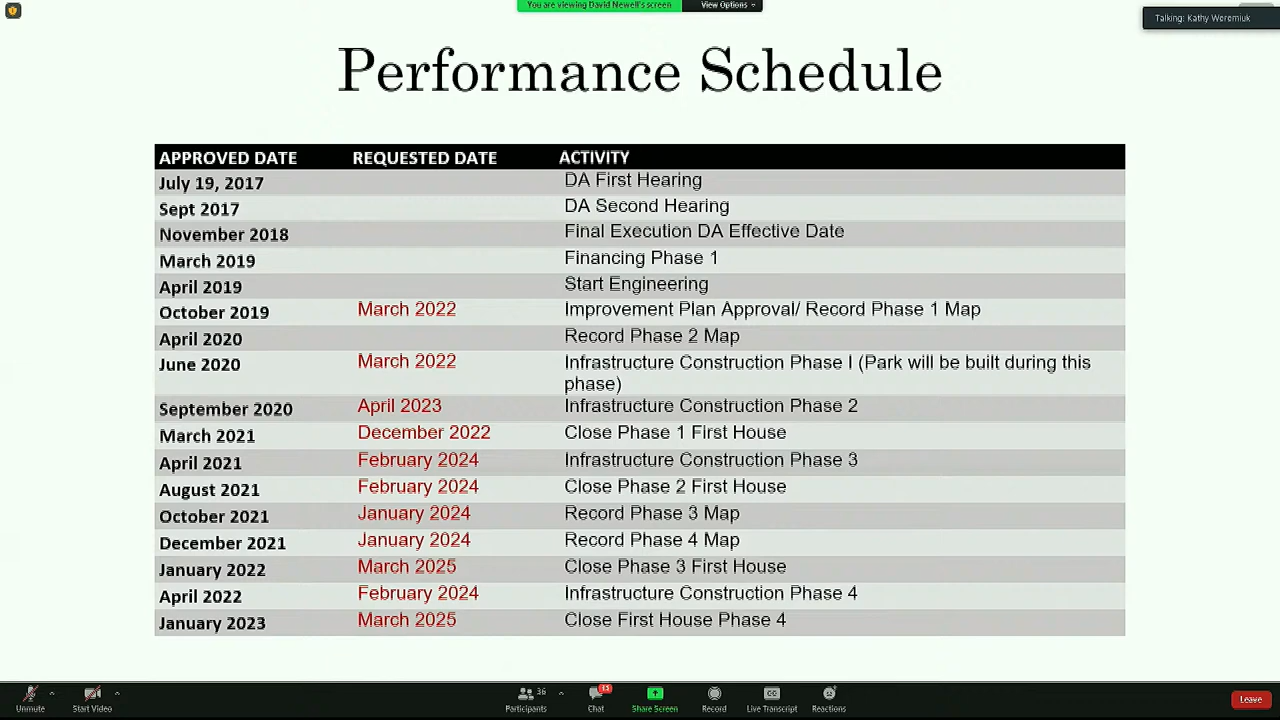 You are viewing David Newell's screen View Options
Talking: Kathy Weremiuk
Performance Schedule
APPROVED DATE REQUESTED DATE ACTIVITY
July 19, 2017 DA First Hearing
Sept 2017 DA Second Hearing
November 2018 Final Execution DA Effective Date
March 2019 Financing Phase 1
April 2019 Start Engineering
October 2019 March 2022 Improvement Plan Approval/ Record Phase 1 Map
April 2020 Record Phase 2 Map
June 2020 March 2022 Infrastructure Construction Phase I (Park will be built during this
phase)
September 2020 April 2023 Infrastructure Construction Phase 2
March 2021 December 2022 Close Phase 1 First House
April 2021 February 2024 Infrastructure Construction Phase 3
August 2021 February 2024 Close Phase 2 First House
October 2021 January 2024 Record Phase 3 Map
December 2021 January 2024 Record Phase 4 Map
January 2022 March 2025 Close Phase 3 First House
April 2022 February 2024 Infrastructure Construction Phase 4
January 2023 March 2025 Close First House Phase 4
Unmute Start Video Participants 36 Chat Share Screen Record Live Transcript Reactions Leave